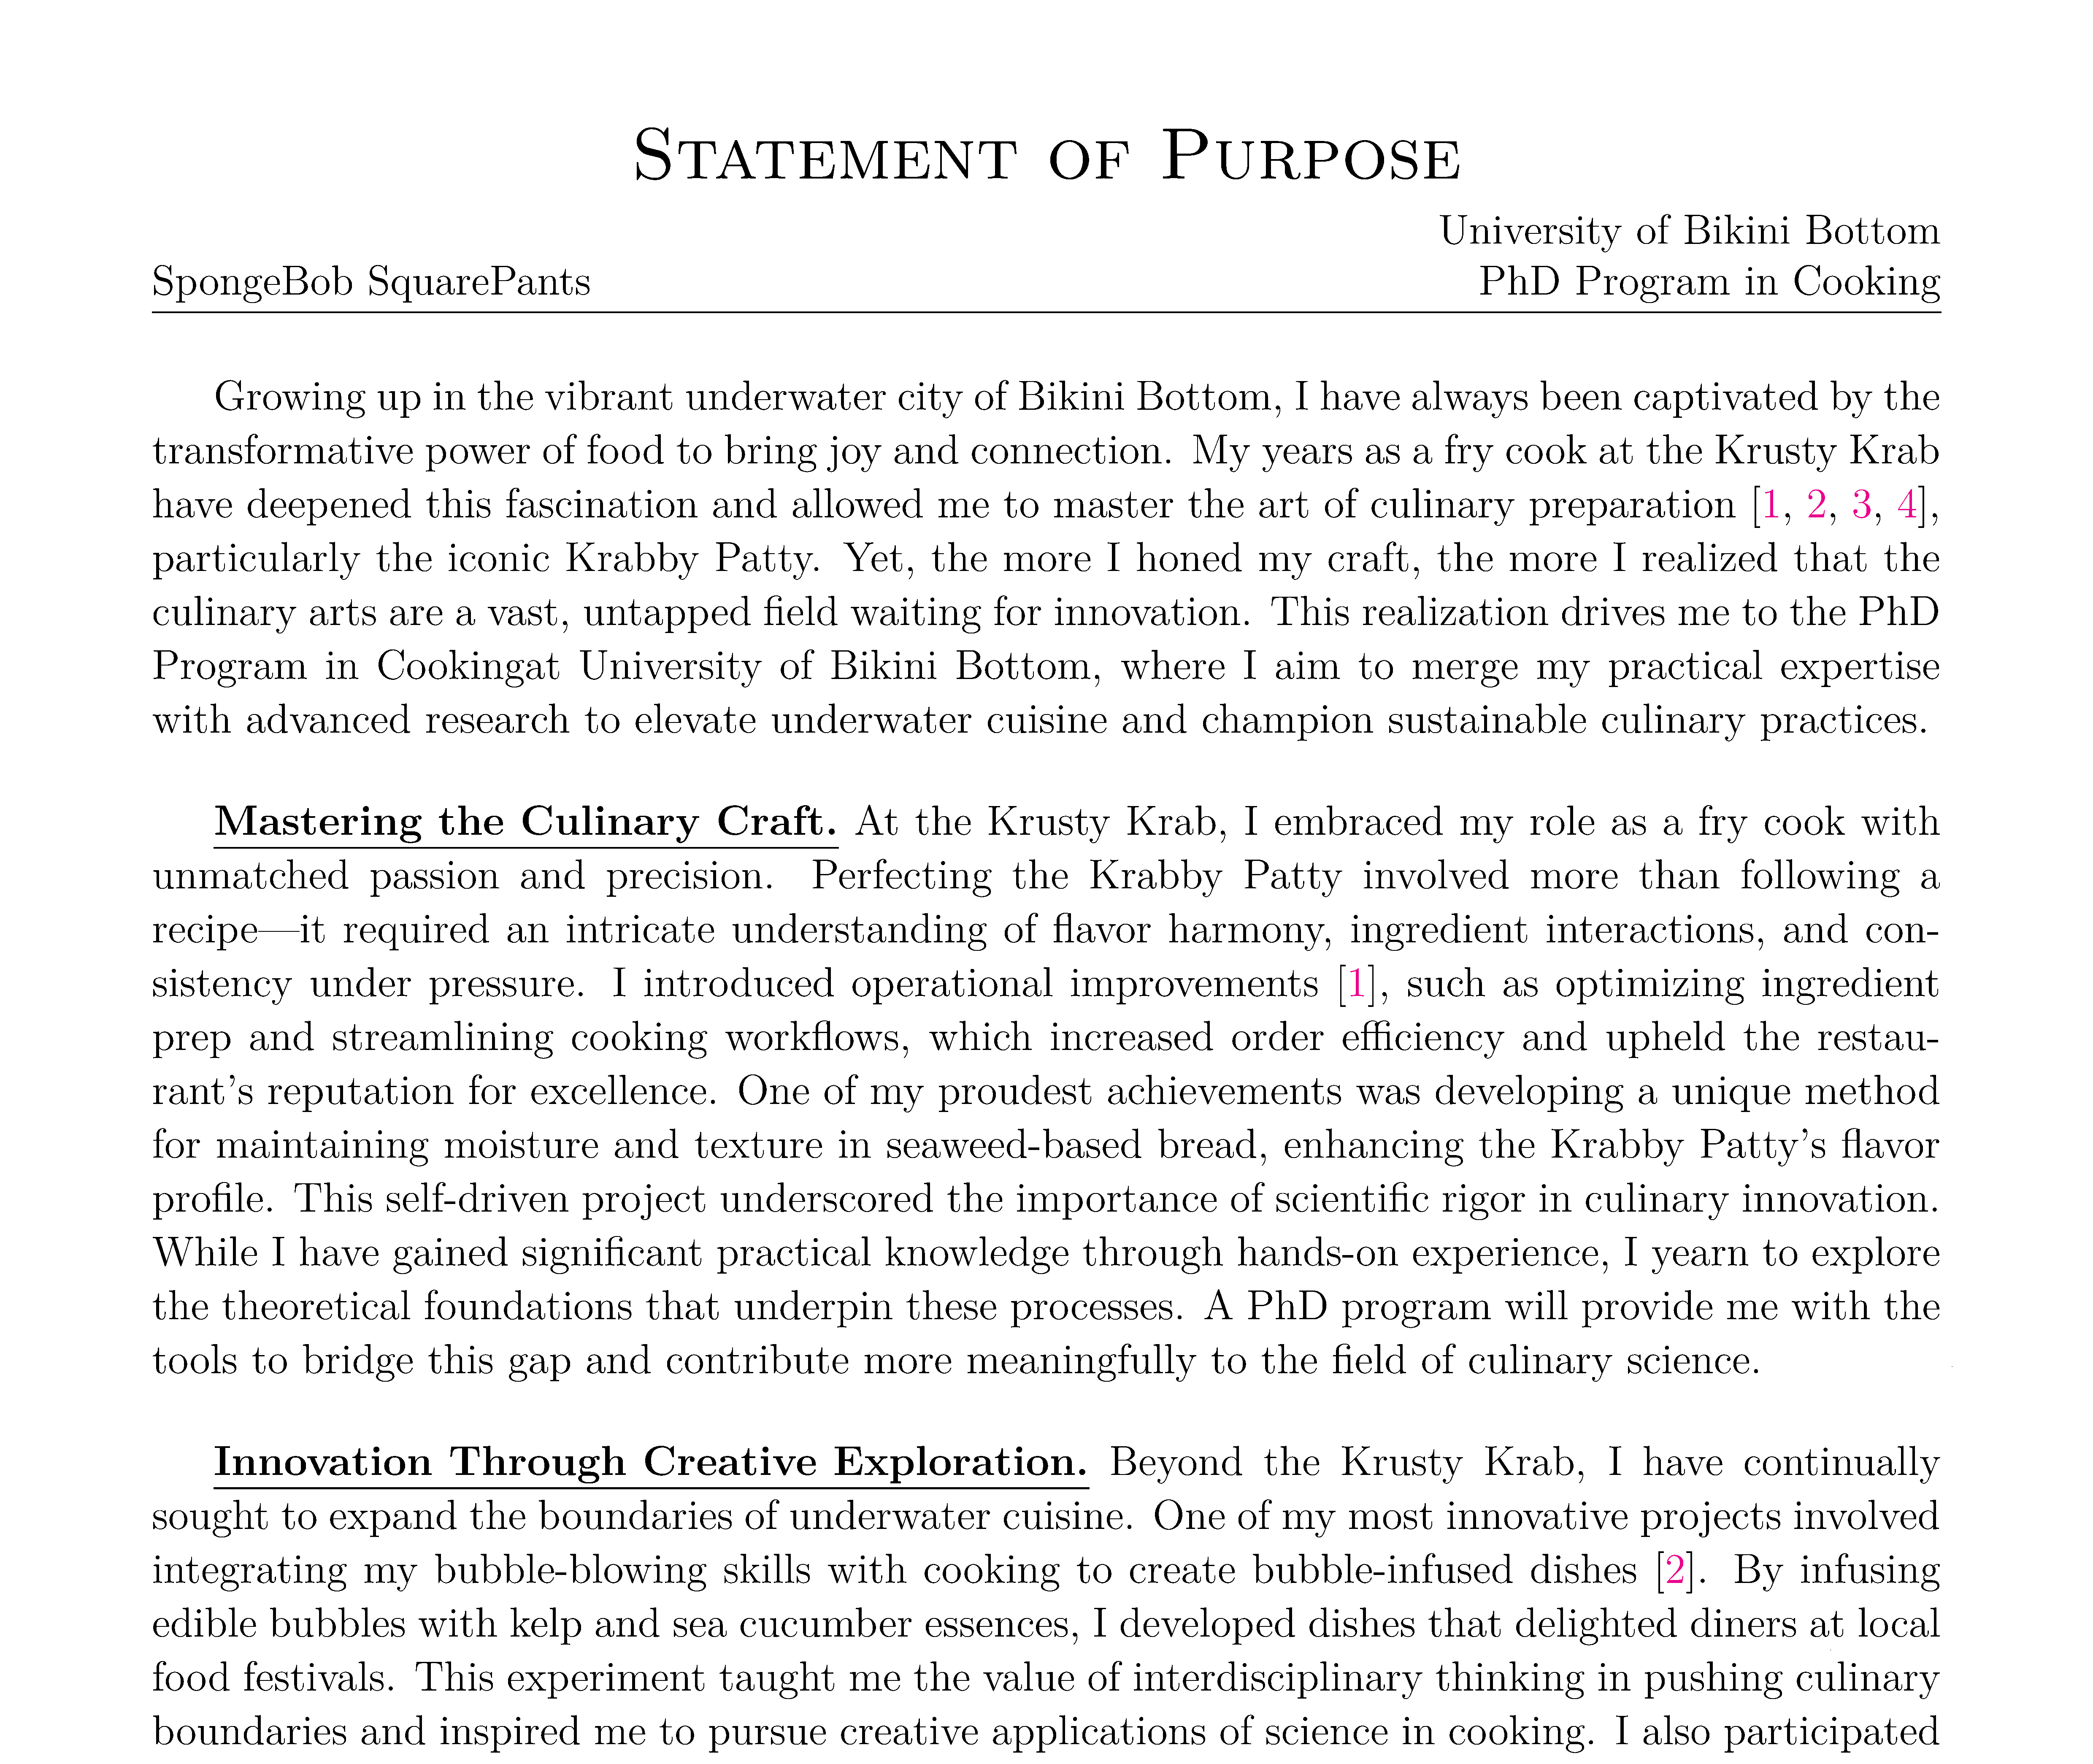 Statement of Purpose
University of Bikini Bottom
SpongeBob SquarePants PhD Program in Cooking
Growing up in the vibrant underwater city of Bikini Bottom, I have always been captivated by the
transformative power of food to bring joy and connection. My years as a fry cook at the Krusty Krab
have deepened this fascination and allowed me to master the art of culinary preparation [1, 2, 3, 4],
particularly the iconic Krabby Patty. Yet, the more I honed my craft, the more I realized that the
culinary arts are a vast, untapped field waiting for innovation. This realization drives me to the PhD
Program in Cookingat University of Bikini Bottom, where I aim to merge my practical expertise
with advanced research to elevate underwater cuisine and champion sustainable culinary practices.
Mastering the Culinary Craft. At the Krusty Krab, I embraced my role as a fry cook with
unmatched passion and precision. Perfecting the Krabby Patty involved more than following a
recipe—it required an intricate understanding of flavor harmony, ingredient interactions, and con-
sistency under pressure. I introduced operational improvements [1], such as optimizing ingredient
prep and streamlining cooking workflows, which increased order efficiency and upheld the restau-
rant's reputation for excellence. One of my proudest achievements was developing a unique method
for maintaining moisture and texture in seaweed-based bread, enhancing the Krabby Patty's flavor
profile. This self-driven project underscored the importance of scientific rigor in culinary innovation.
While I have gained significant practical knowledge through hands-on experience, I yearn to explore
the theoretical foundations that underpin these processes. A PhD program will provide me with the
tools to bridge this gap and contribute more meaningfully to the field of culinary science.
Innovation Through Creative Exploration. Beyond the Krusty Krab, I have continually
sought to expand the boundaries of underwater cuisine. One of my most innovative projects involved
integrating my bubble-blowing skills with cooking to create bubble-infused dishes [2]. By infusing
edible bubbles with kelp and sea cucumber essences, I developed dishes that delighted diners at local
food festivals. This experiment taught me the value of interdisciplinary thinking in pushing culinary
boundaries and inspired me to pursue creative applications of science in cooking. I also participated